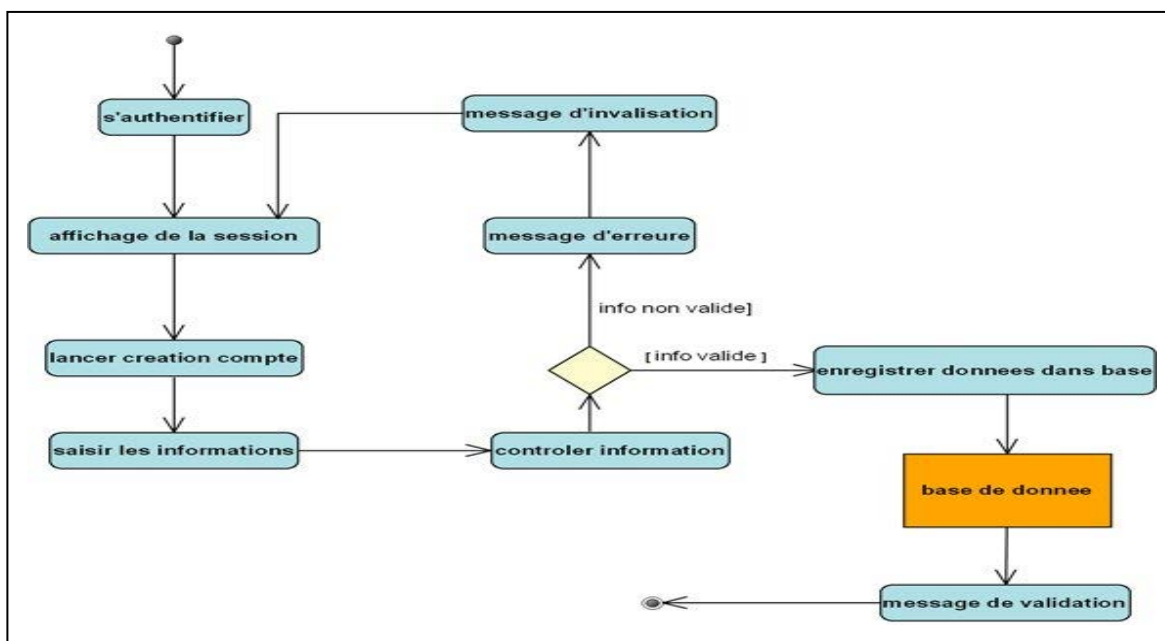 s'authentifier
message d'invalisation
affichage de la session
message d'erreure
info non valide]
lancer creation compte
[ info valide ]
enregistrer donnees dans base
saisir les informations
controler information
base de donnee
message de validation